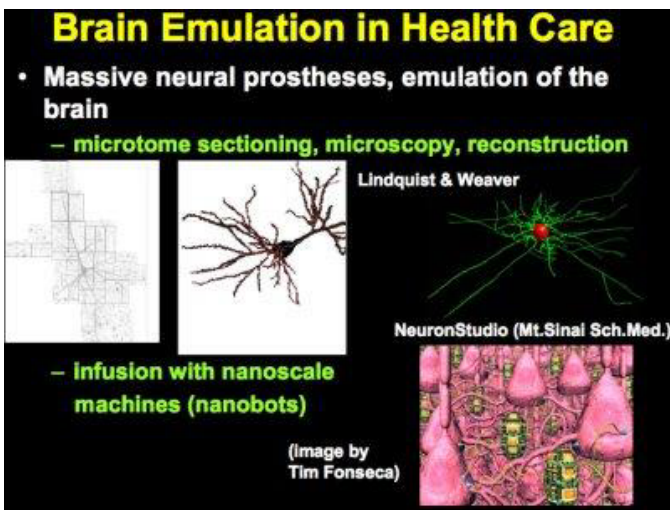 Brain Emulation in Health Care
• Massive neural prostheses, emulation of the
brain
– microtome sectioning, microscopy, reconstruction
Lindquist & Weaver
NeuronStudio (Mt.Sinai Sch.Med.)
– infusion with nanoscale
machines (nanobots)
(image by
Tim Fonseca)